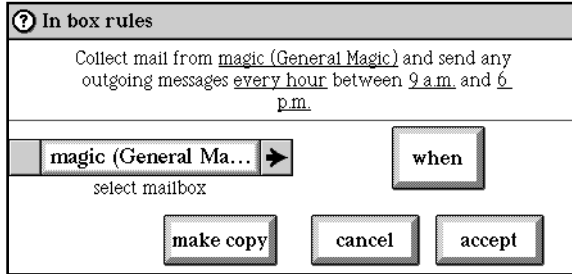 ? In box rules
Collect mail from magic (General Magic) and send any
outgoing messages every hour between 9 a.m. and 6
p.m.
magic (General Ma...
when
select mailbox
make copy
cancel
accept